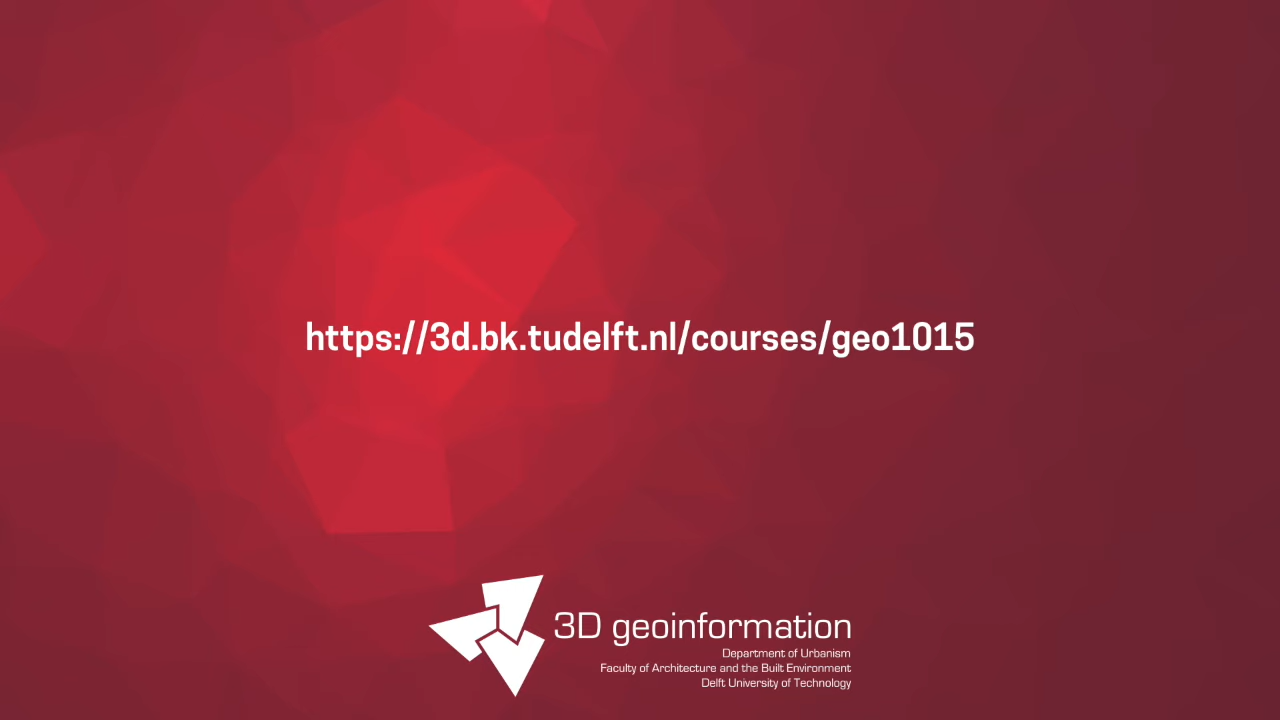 https://3d.bk.tudelft.nl/courses/geo1015
3D geoinformation
Department of Urbanism
Faculty of Architecture and the Built Environment
Delft University of Technology